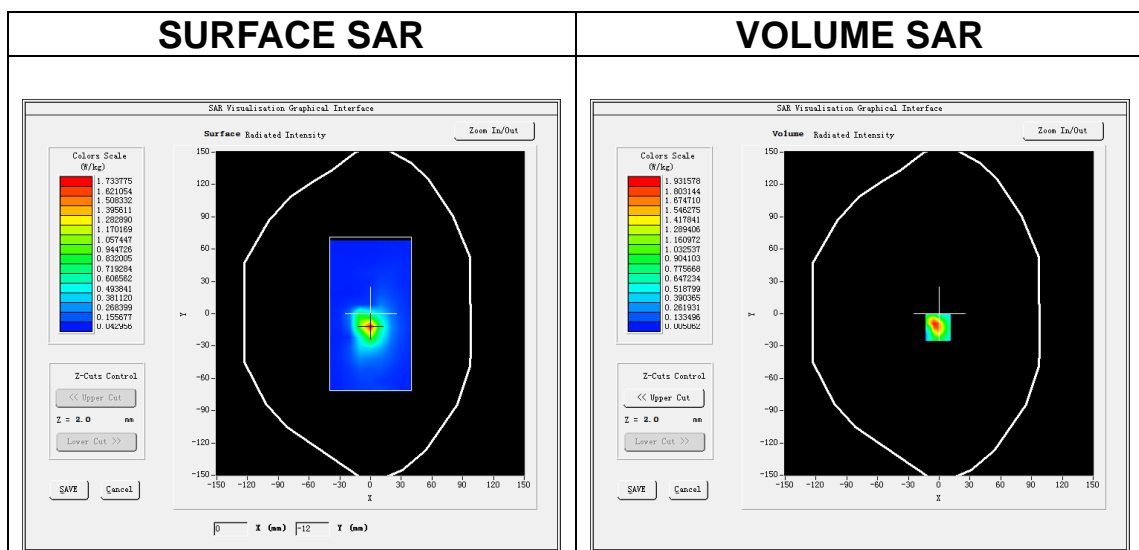 SURFACE SAR
VOLUME SAR
SAR Visualisation Graphical Interface
Surface Radiated Intensity
Zoom In/Out
Colors Scale
(W/kg)
1.733775
1.621054
1.508332
1.395611
1.282890
1.170169
1.057447
0.944726
0.832005
0.719284
0.606562
0.493841
0.381120
0.268399
0.155677
0.042956
150
120
90
60
30
0
-30
-60
-90
-120
-150
Y
-150 -120 -90 -60 -30 0 30 60 90 120 150
X
Z-Cuts Control
<< Upper Cut
Z = 2.0 mm
Lower Cut >>
SAVE Cancel
0 X (mm) -12 Y (mm)
SAR Visualisation Graphical Interface
Volume Radiated Intensity
Zoom In/Out
Colors Scale
(W/kg)
1.931578
1.803144
1.674710
1.546275
1.417841
1.289406
1.160972
1.032537
0.904103
0.775668
0.647234
0.518799
0.390365
0.261931
0.133496
0.005062
150
120
90
60
30
0
-30
-60
-90
-120
-150
Y
-150 -120 -90 -60 -30 0 30 60 90 120 150
X
Z-Cuts Control
<< Upper Cut
Z = 2.0 mm
Lower Cut >>
SAVE Cancel